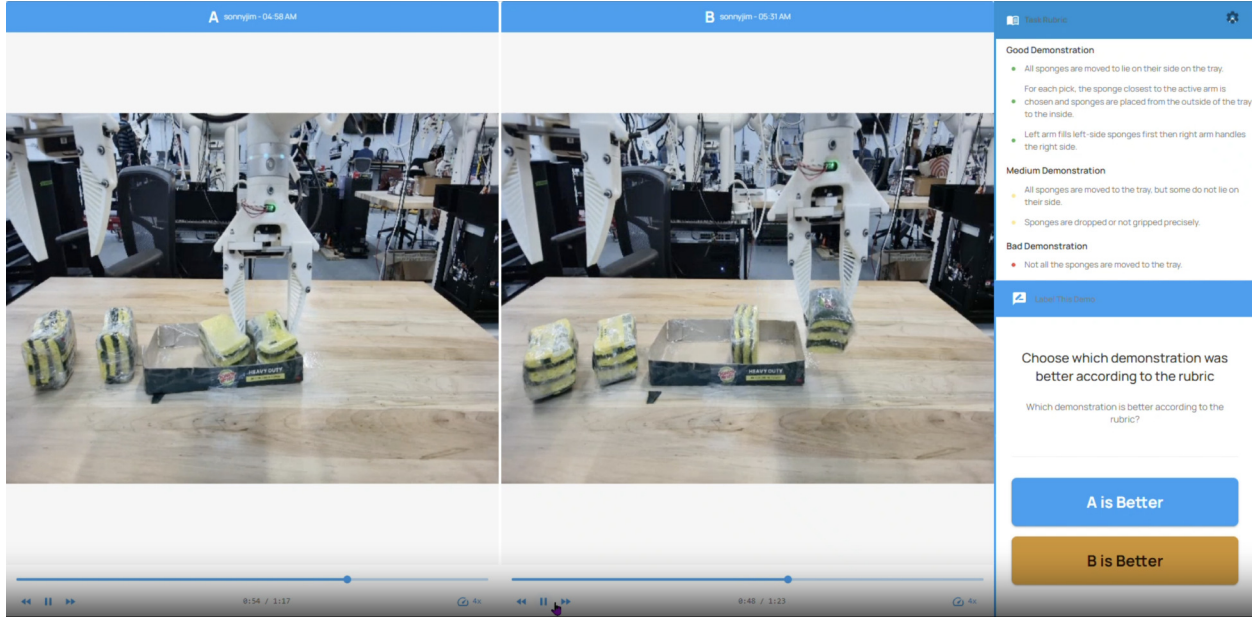 A sonnyjim - 04:58 AM
B sonnyjim - 05:31 AM
Task Rubric
Good Demonstration
All sponges are moved to lie on their side on the tray.
For each pick, the sponge closest to the active arm is
chosen and sponges are placed from the outside of the tray
to the inside.
Left arm fills left-side sponges first then right arm handles
the right side.
Medium Demonstration
All sponges are moved to the tray, but some do not lie on
their side.
Sponges are dropped or not gripped precisely.
Bad Demonstration
Not all the sponges are moved to the tray.
Label This Demo
Choose which demonstration was
better according to the rubric
Which demonstration is better according to the
rubric?
A is Better
B is Better
HEAVY DUTY
HEAVY DUTY
0:54 / 1:17
4x
0:48 / 1:23
4x